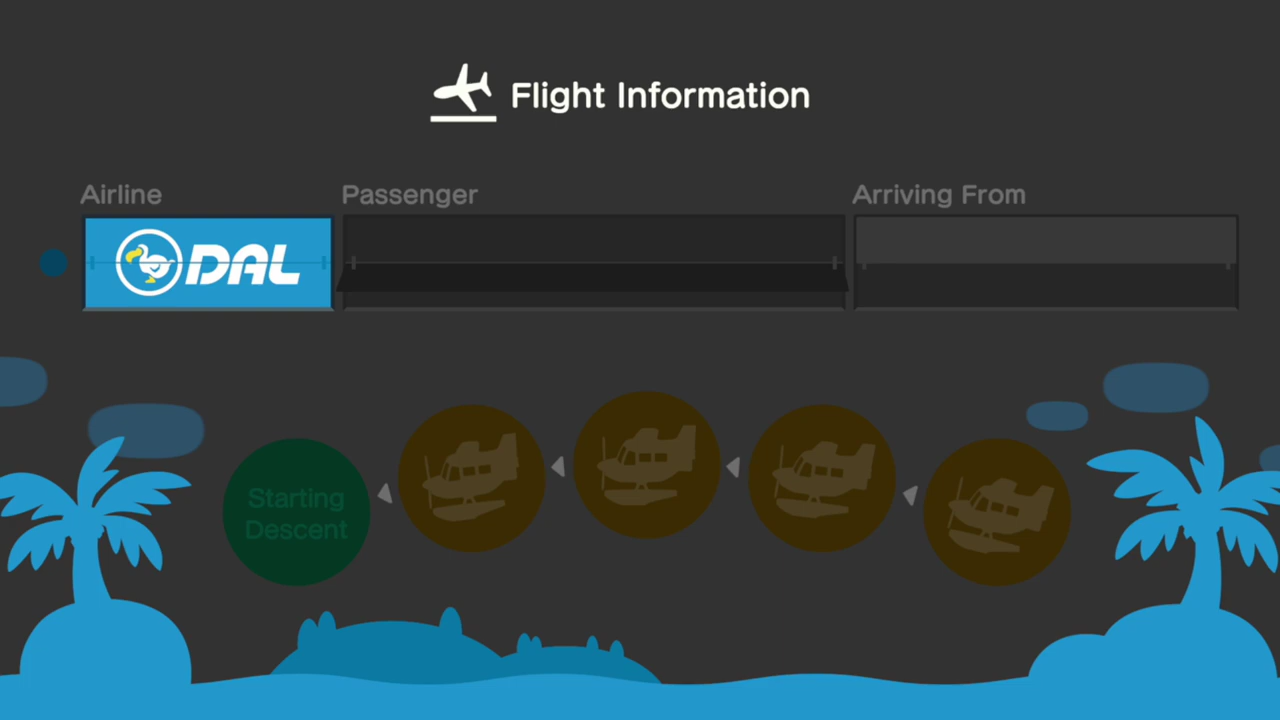 Flight Information
Airline
Passenger
Arriving From
DAL
Starting
Descent